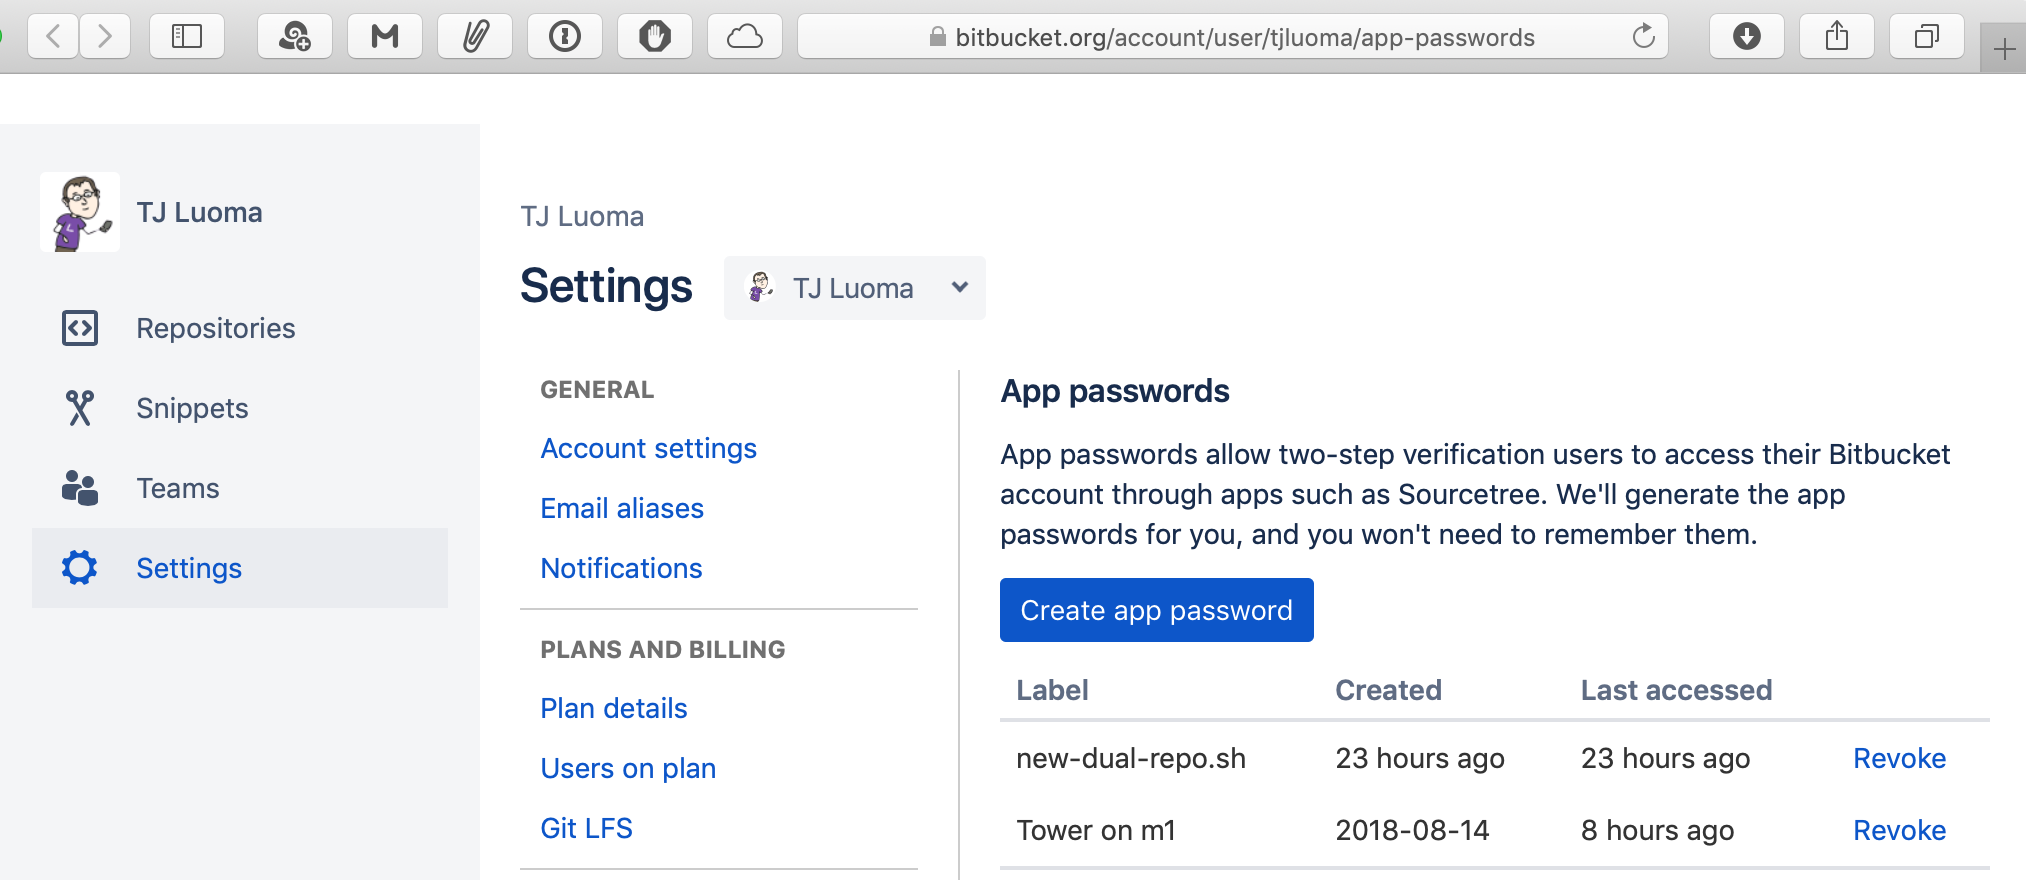 bitbucket.org/account/user/tjluoma/app-passwords
TJ Luoma
Repositories
Snippets
Teams
Settings
TJ Luoma
Settings
TJ Luoma
GENERAL
Account settings
Email aliases
Notifications
PLANS AND BILLING
Plan details
Users on plan
Git LFS
App passwords
App passwords allow two-step verification users to access their Bitbucket
account through apps such as Sourcetree. We'll generate the app
passwords for you, and you won't need to remember them.
Create app password
Label Created Last accessed
new-dual-repo.sh 23 hours ago 23 hours ago Revoke
Tower on m1 2018-08-14 8 hours ago Revoke